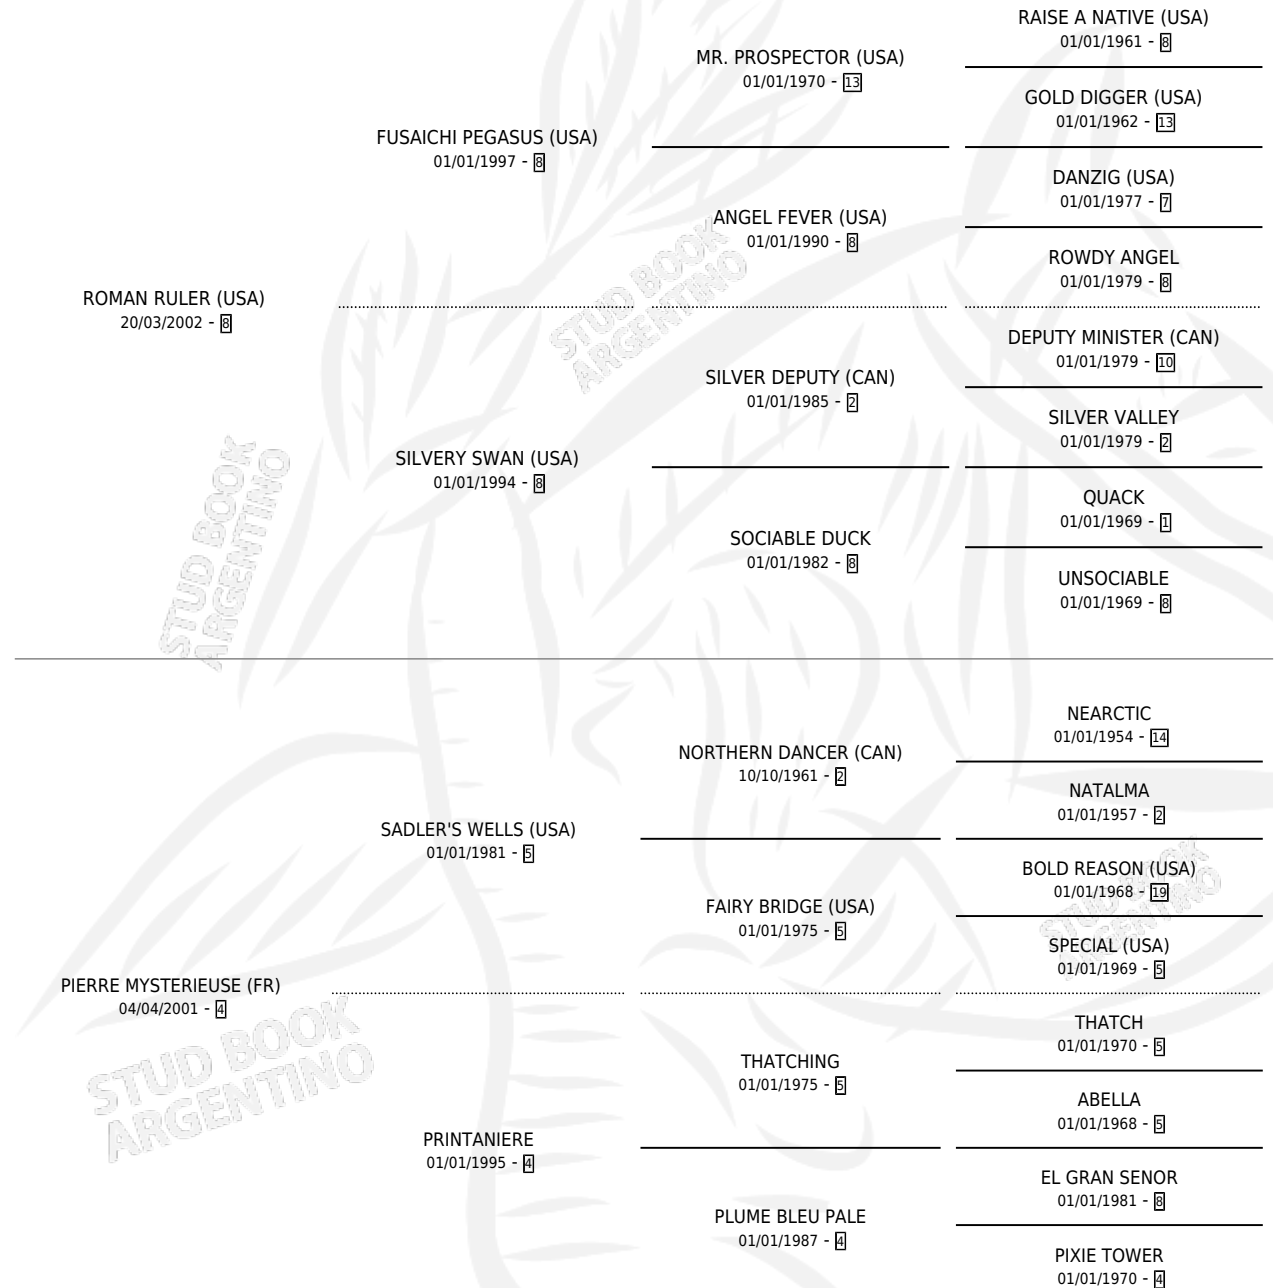 RAISE A NATIVE (USA)
01/01/1961 - 8
MR. PROSPECTOR (USA)
01/01/1970 - 13
GOLD DIGGER (USA)
01/01/1962 - 13
FUSAICHI PEGASUS (USA)
01/01/1997 - 8
DANZIG (USA)
01/01/1977 - 7
ANGEL FEVER (USA)
01/01/1990 - 8
ROWDY ANGEL
01/01/1979 - 8
STUD BOOK
ARGENTINO
ROMAN RULER (USA)
20/03/2002 - 8
DEPUTY MINISTER (CAN)
01/01/1979 - 10
SILVER DEPUTY (CAN)
01/01/1985 - 2
SILVER VALLEY
01/01/1979 - 2
SILVERY SWAN (USA)
01/01/1994 - 8
QUACK
01/01/1969 - 1
SOCIABLE DUCK
01/01/1982 - 8
UNSOCIABLE
01/01/1969 - 8
STUD BOOK
ARGENTINO
NEARCTIC
01/01/1954 - 14
NORTHERN DANCER (CAN)
10/10/1961 - 2
NATALMA
01/01/1957 - 2
SADLER'S WELLS (USA)
01/01/1981 - 5
BOLD REASON (USA)
01/01/1968 - 19
FAIRY BRIDGE (USA)
01/01/1975 - 5
SPECIAL (USA)
01/01/1969 - 5
STUD BOOK
ARGENTINO
PIERRE MYSTERIEUSE (FR)
04/04/2001 - 4
THATCH
01/01/1970 - 5
THATCHING
01/01/1975 - 5
ABELLA
01/01/1968 - 5
STUD BOOK
ARGENTINO
PRINTANIERE
01/01/1995 - 4
EL GRAN SENOR
01/01/1981 - 8
PLUME BLEU PALE
01/01/1987 - 4
PIXIE TOWER
01/01/1970 - 4